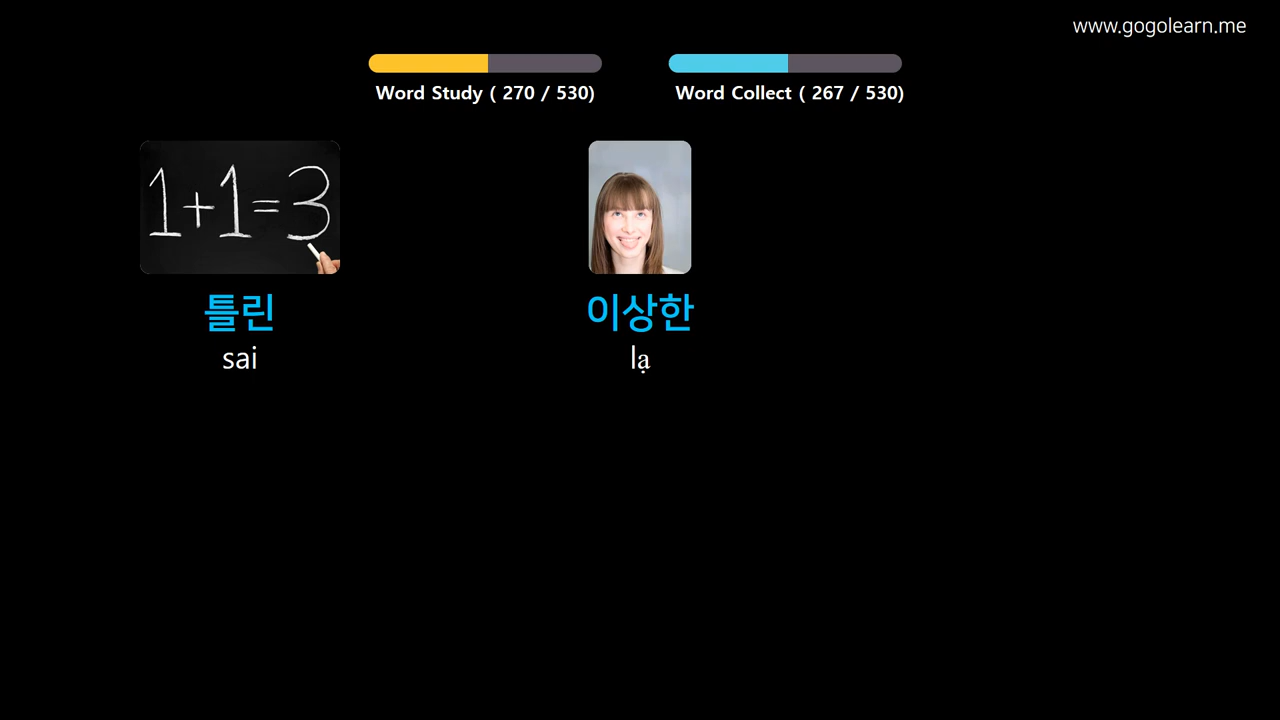 www.gogolearn.me
Word Study ( 270 / 530)
Word Collect ( 267 / 530)
1+1=3
틀린
sai
이상한
lạ